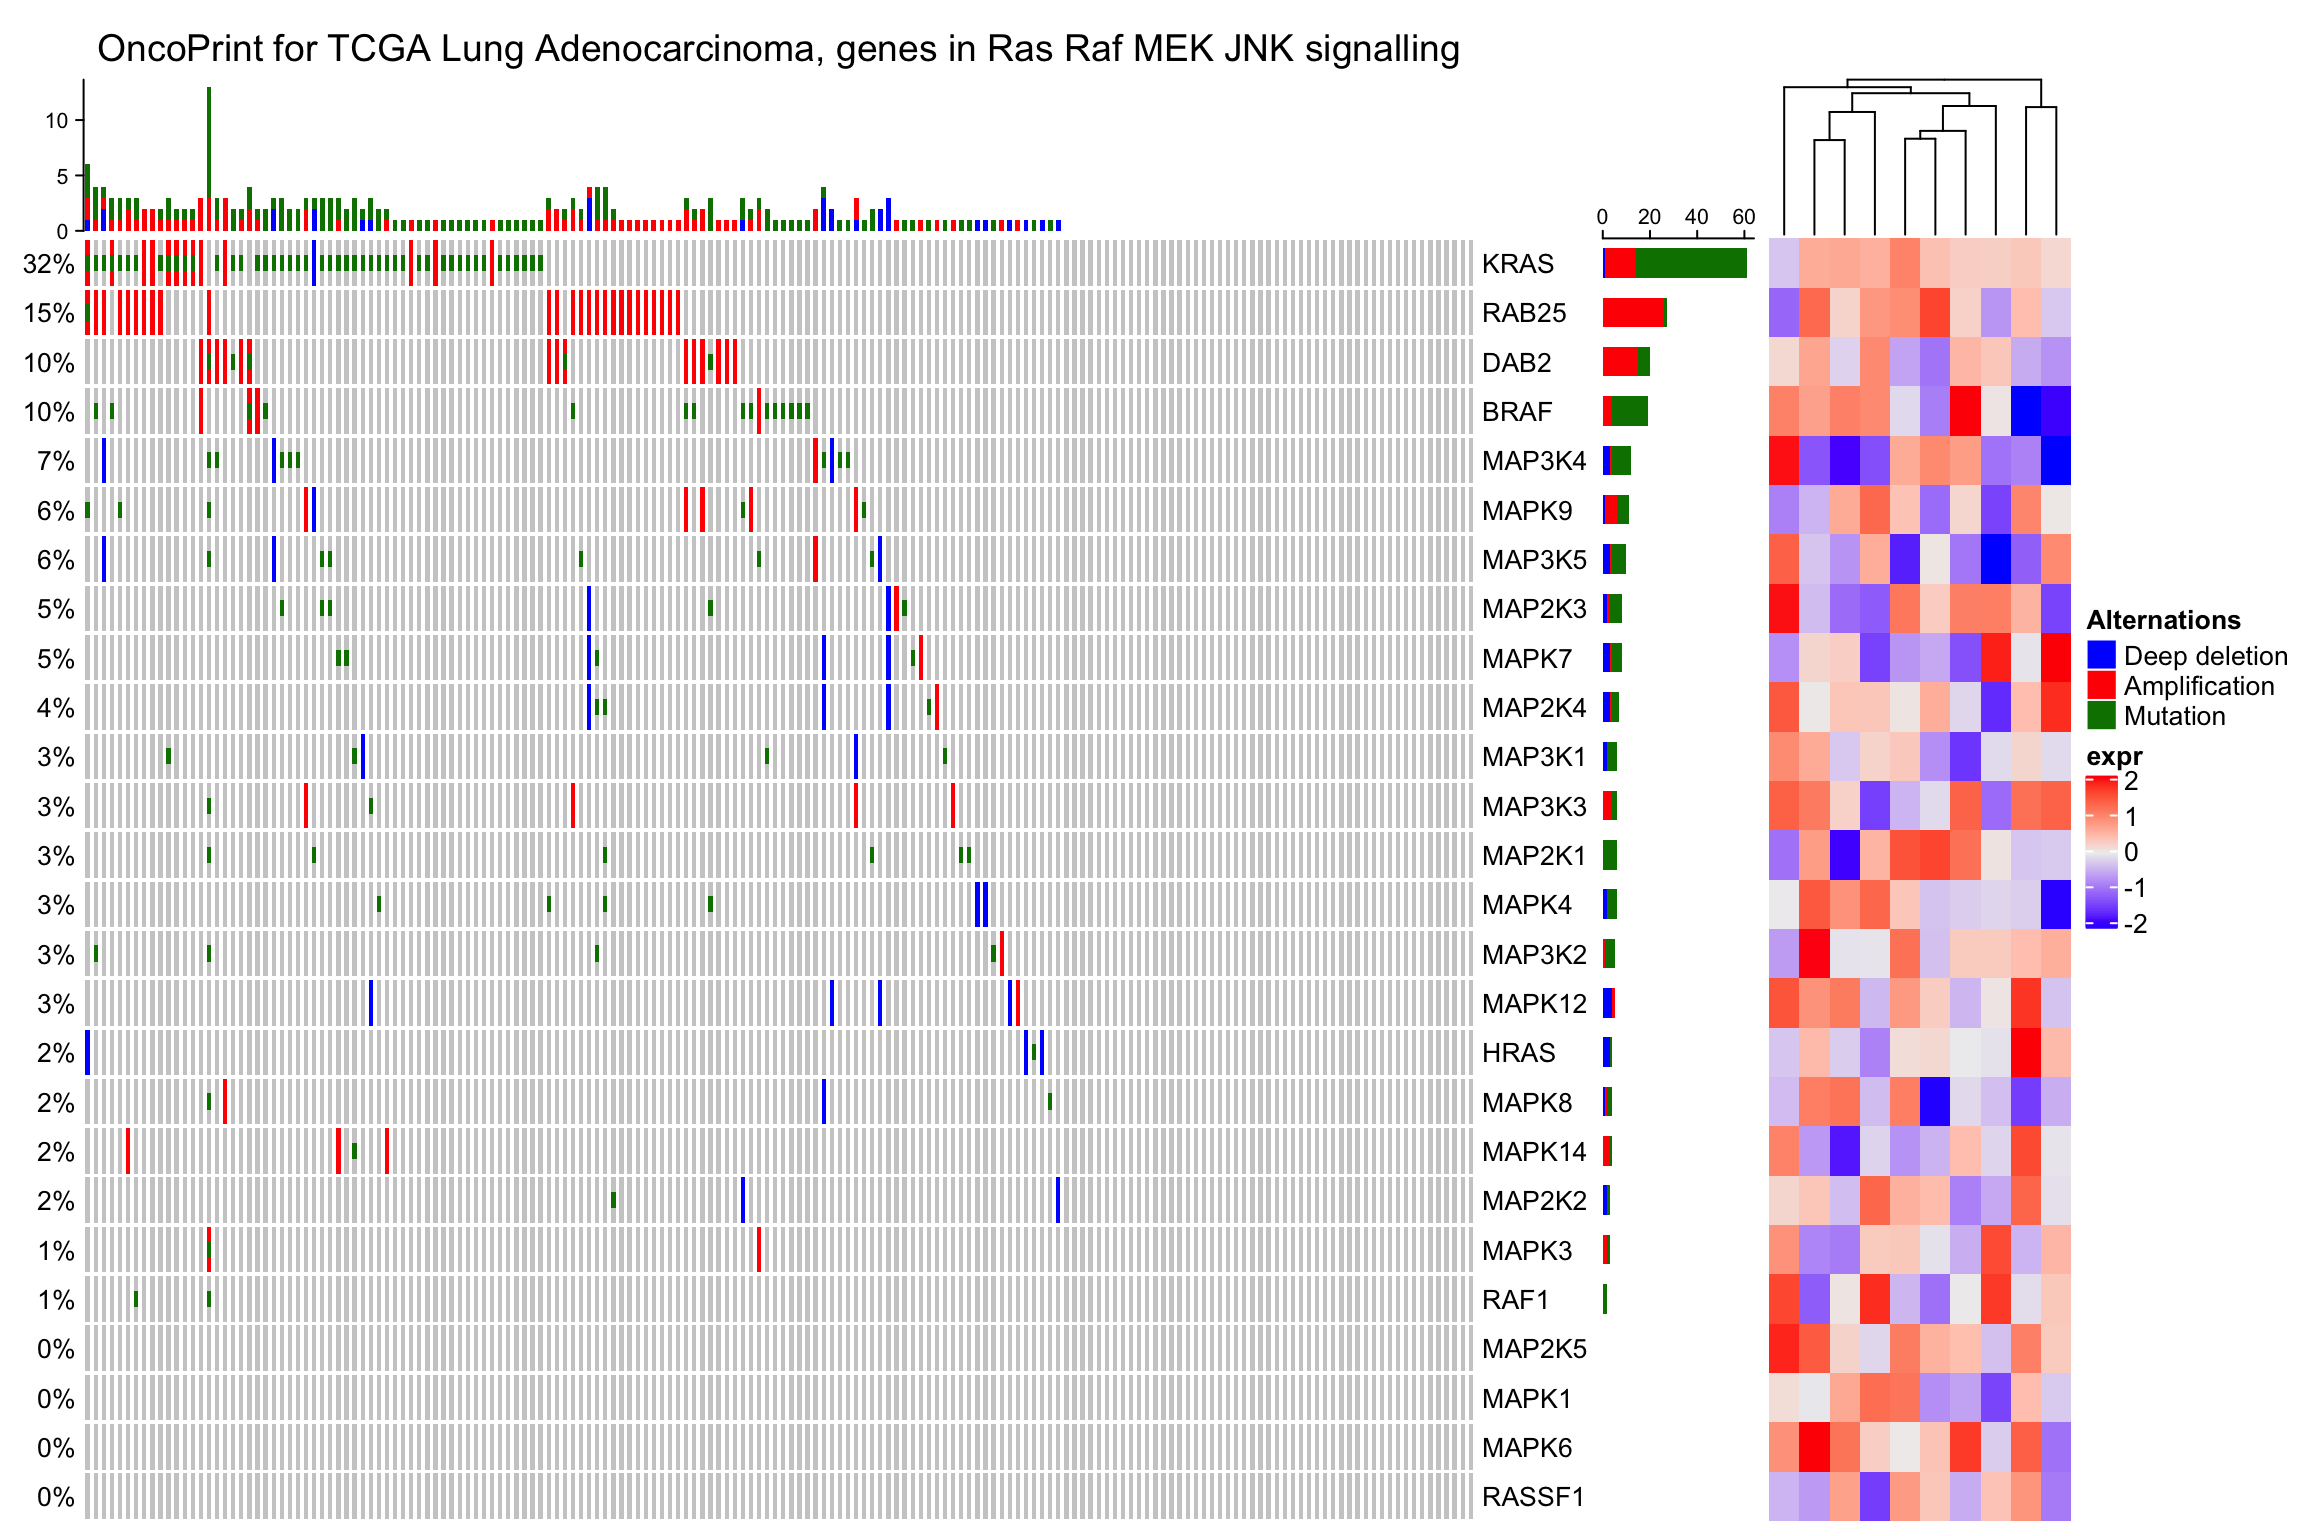 OncoPrint for TCGA Lung Adenocarcinoma, genes in Ras Raf MEK JNK signalling
10
5
0
0 20 40 60
32% KRAS
15% RAB25
10% DAB2
10% BRAF
7% MAP3K4
6% MAPK9
6% MAP3K5
5% MAP2K3
5% MAPK7
4% MAP2K4
3% MAP3K1
3% MAP3K3
3% MAP2K1
3% MAPK4
3% MAP3K2
3% MAPK12
2% HRAS
2% MAPK8
2% MAPK14
2% MAP2K2
1% MAPK3
1% RAF1
0% MAP2K5
0% MAPK1
0% MAPK6
0% RASSF1
Alternations
Deep deletion
Amplification
Mutation
expr
2
1
0
-1
-2